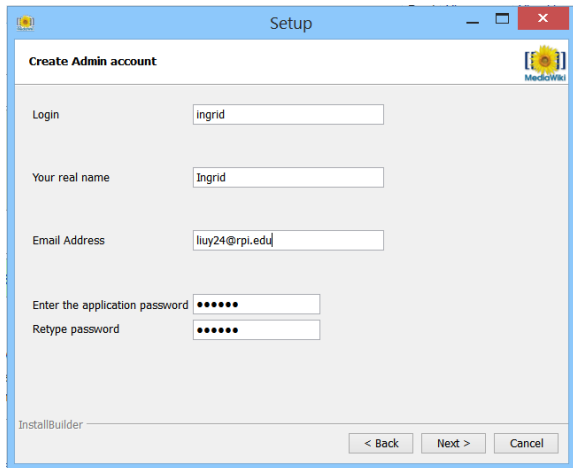 Setup
Create Admin account
MediaWiki
Login
ingrid
Your real name
Ingrid
Email Address
liuy24@rpi.edu
Enter the application password ••••••
Retype password ••••••
InstallBuilder
< Back Next > Cancel